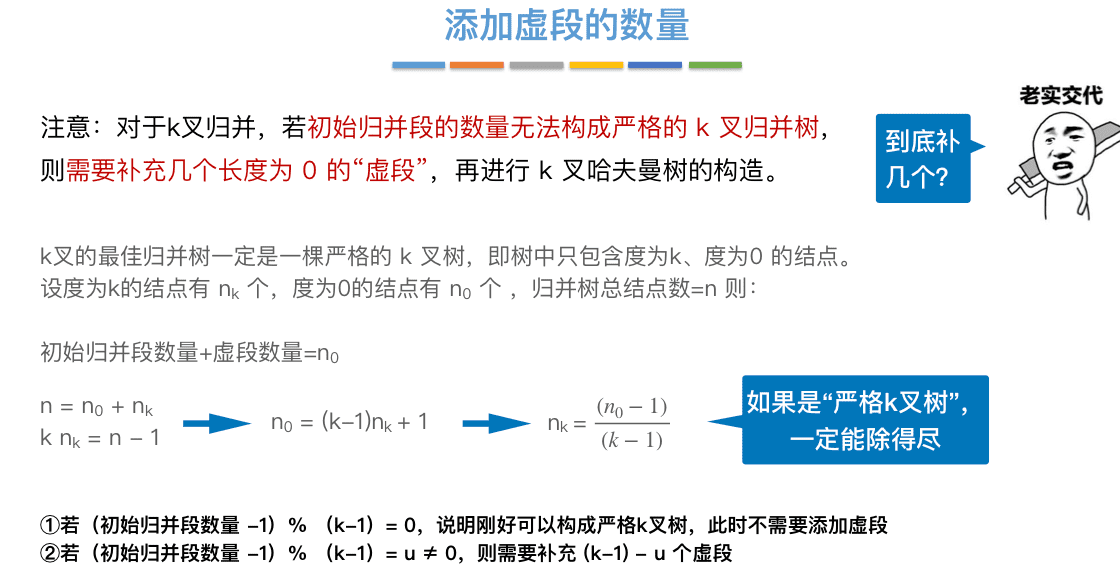 添加虚段的数量
老实交代
注意：对于k叉归并，若初始归并段的数量无法构成严格的 k 叉归并树，
则需要补充几个长度为 0 的“虚段”，再进行 k 叉哈夫曼树的构造。
到底补
几个？
k叉的最佳归并树一定是一棵严格的 k 叉树，即树中只包含度为k、度为0 的结点。
设度为k的结点有 nₖ 个，度为0的结点有 n₀ 个 ，归并树总结点数=n 则：
初始归并段数量+虚段数量=n₀
n = n₀ + nₖ
k nₖ = n − 1
n₀ = (k−1)nₖ + 1
nₖ = (n₀ − 1) / (k − 1)
如果是“严格k叉树”，
一定能除得尽
①若（初始归并段数量 −1）% （k−1）= 0，说明刚好可以构成严格k叉树，此时不需要添加虚段
②若（初始归并段数量 −1）% （k−1）= u ≠ 0，则需要补充 (k−1) − u 个虚段